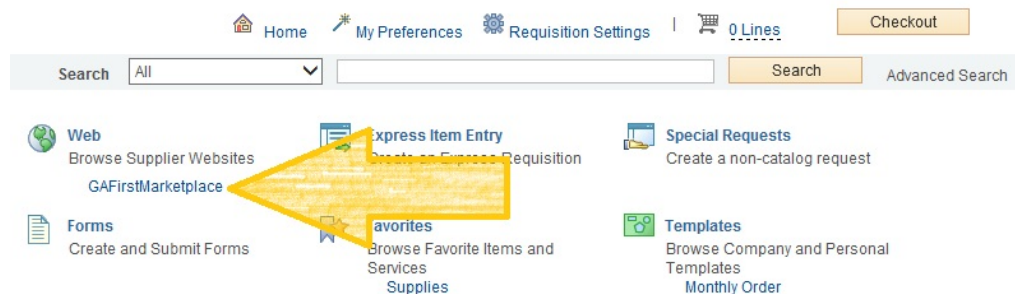 Home My Preferences Requisition Settings | 0 Lines Checkout
Search All Search Advanced Search
Web
Browse Supplier Websites
GAFirstMarketplace
Express Item Entry
Create an Express Requisition
Special Requests
Create a non-catalog request
Forms
Create and Submit Forms
Favorites
Browse Favorite Items and
Services
Supplies
Templates
Browse Company and Personal
Templates
Monthly Order